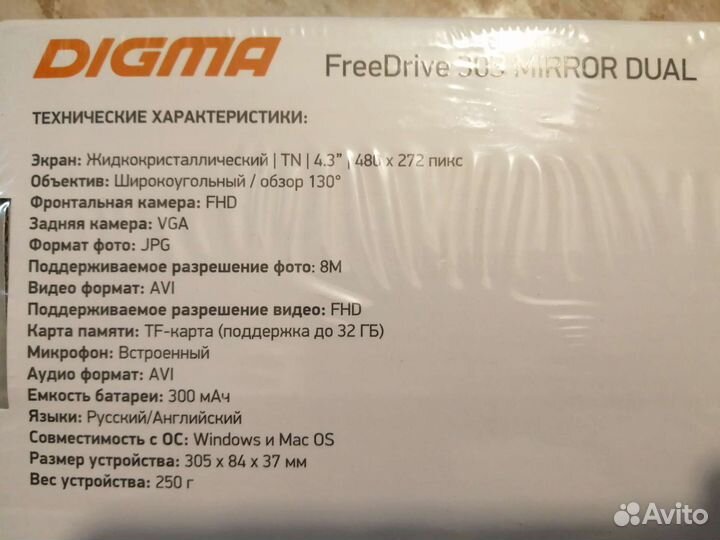 DIGMA
FreeDrive 303 MIRROR DUAL
ТЕХНИЧЕСКИЕ ХАРАКТЕРИСТИКИ:
Экран: Жидкокристаллический | TN | 4.3" | 480 x 272 пикс
Объектив: Широкоугольный / обзор 130°
Фронтальная камера: FHD
Задняя камера: VGA
Формат фото: JPG
Поддерживаемое разрешение фото: 8М
Видео формат: AVI
Поддерживаемое разрешение видео: FHD
Карта памяти: TF-карта (поддержка до 32 ГБ)
Микрофон: Встроенный
Аудио формат: AVI
Емкость батареи: 300 мАч
Языки: Русский/Английский
Совместимость с ОС: Windows и Mac OS
Размер устройства: 305 x 84 x 37 мм
Вес устройства: 250 г
Avito